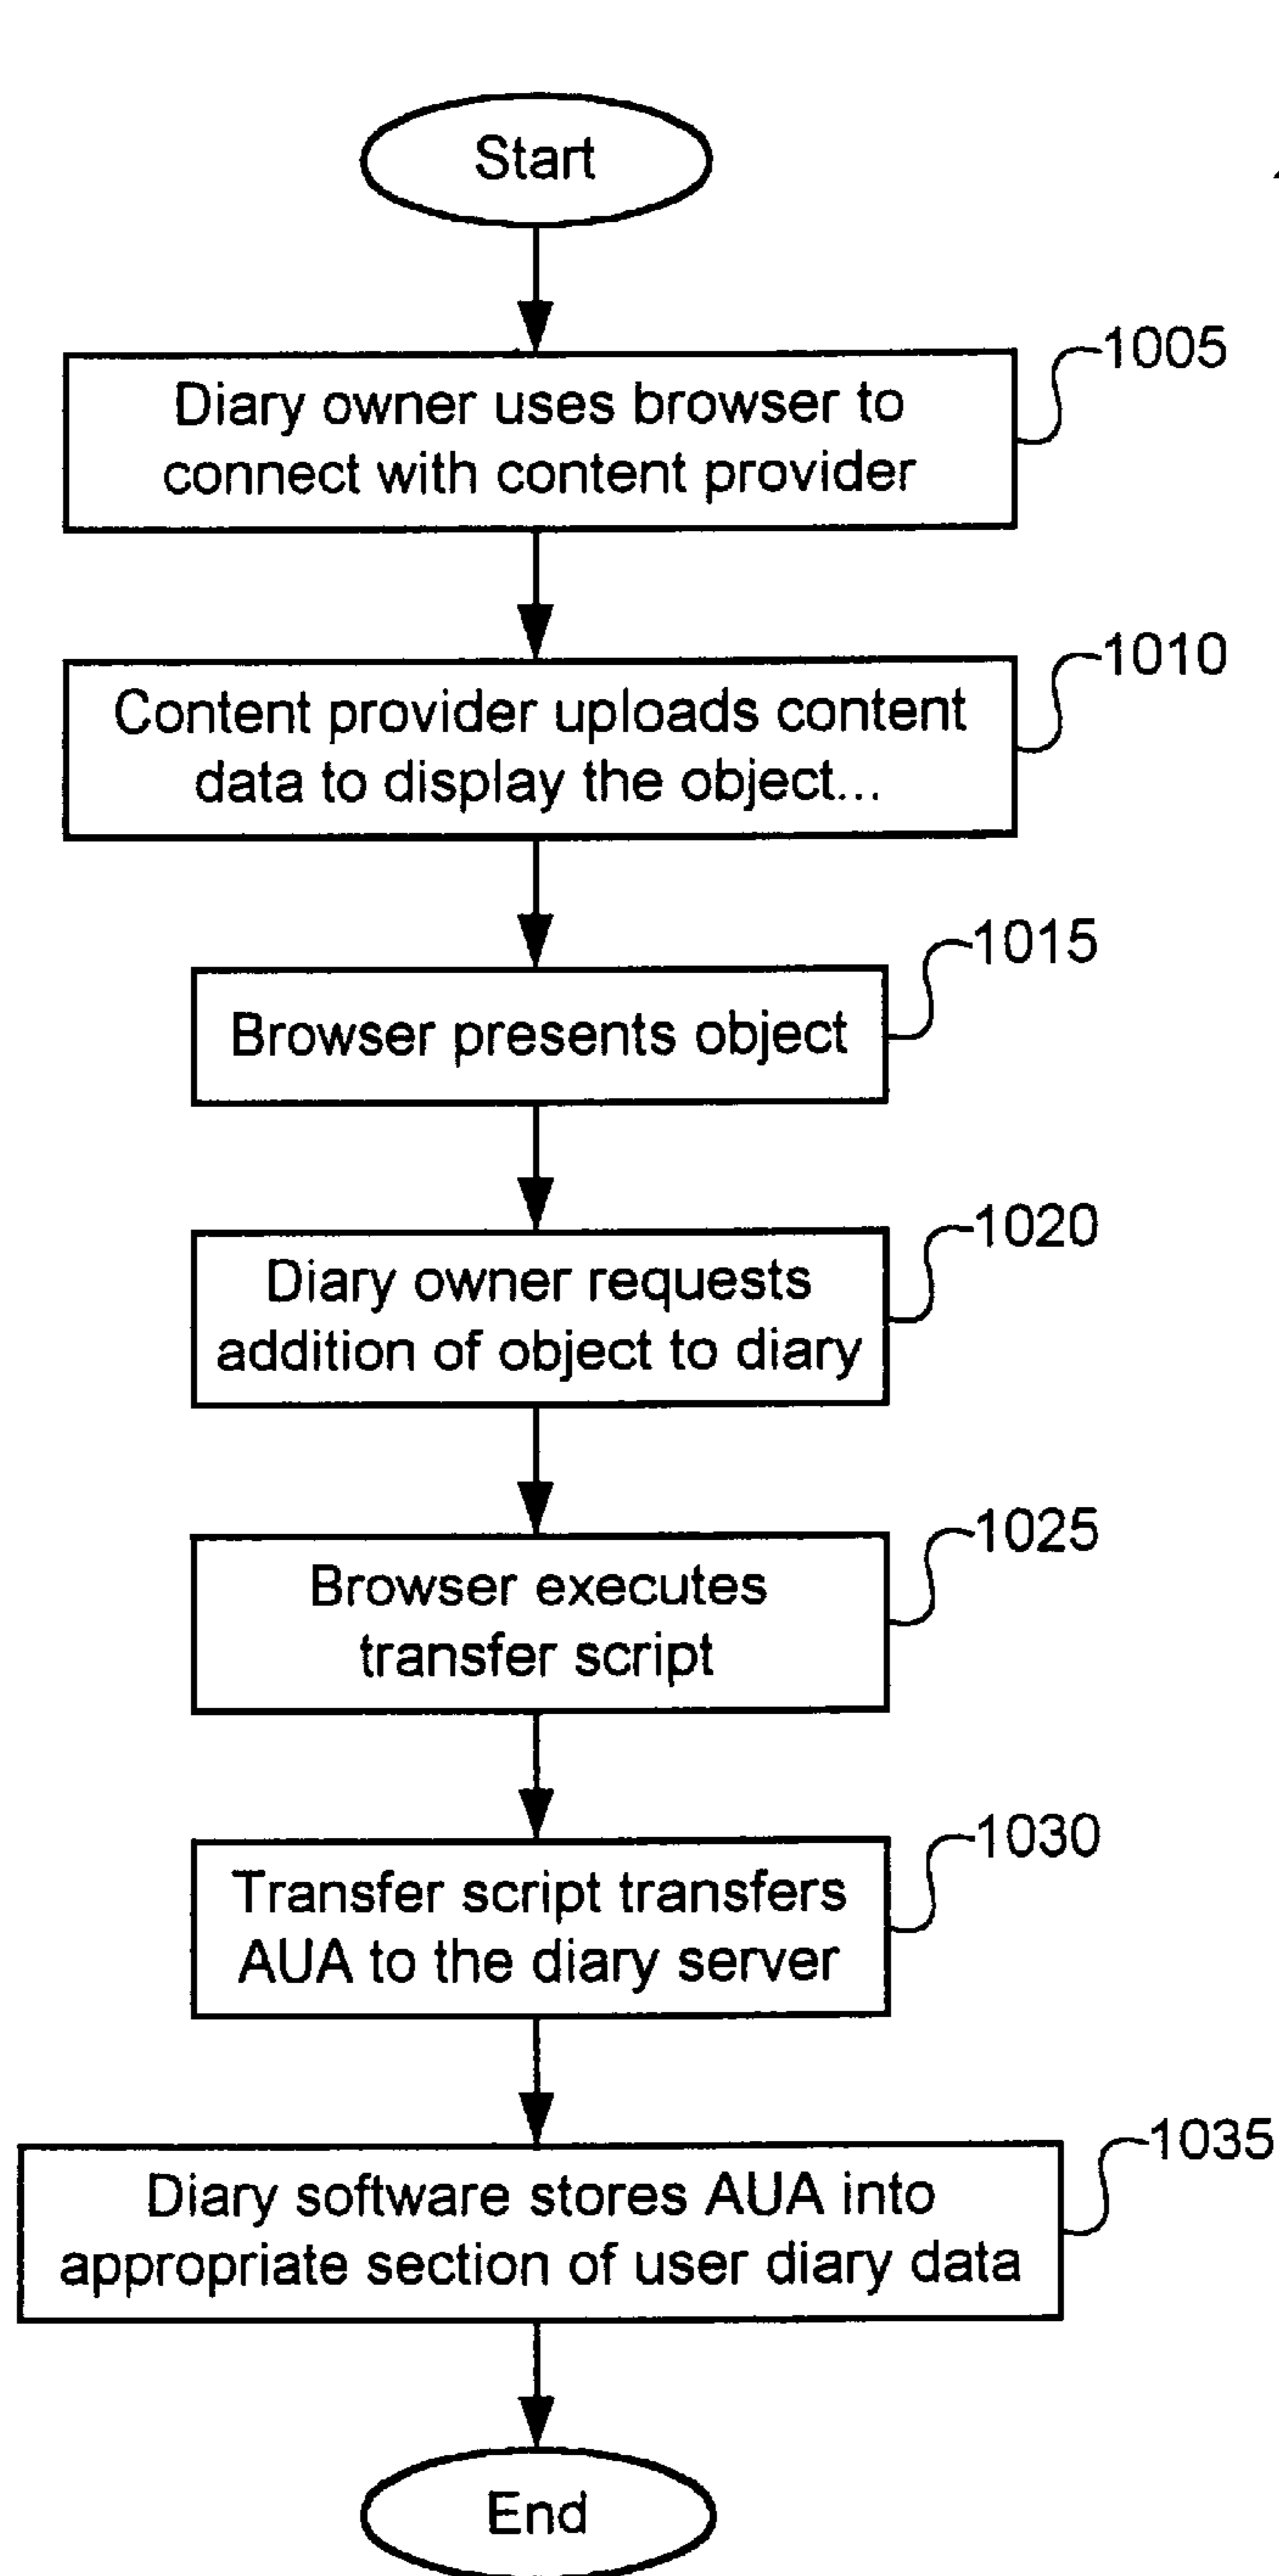 Start
1005
Diary owner uses browser to
connect with content provider
1010
Content provider uploads content
data to display the object...
1015
Browser presents object
1020
Diary owner requests
addition of object to diary
1025
Browser executes
transfer script
1030
Transfer script transfers
AUA to the diary server
1035
Diary software stores AUA into
appropriate section of user diary data
End